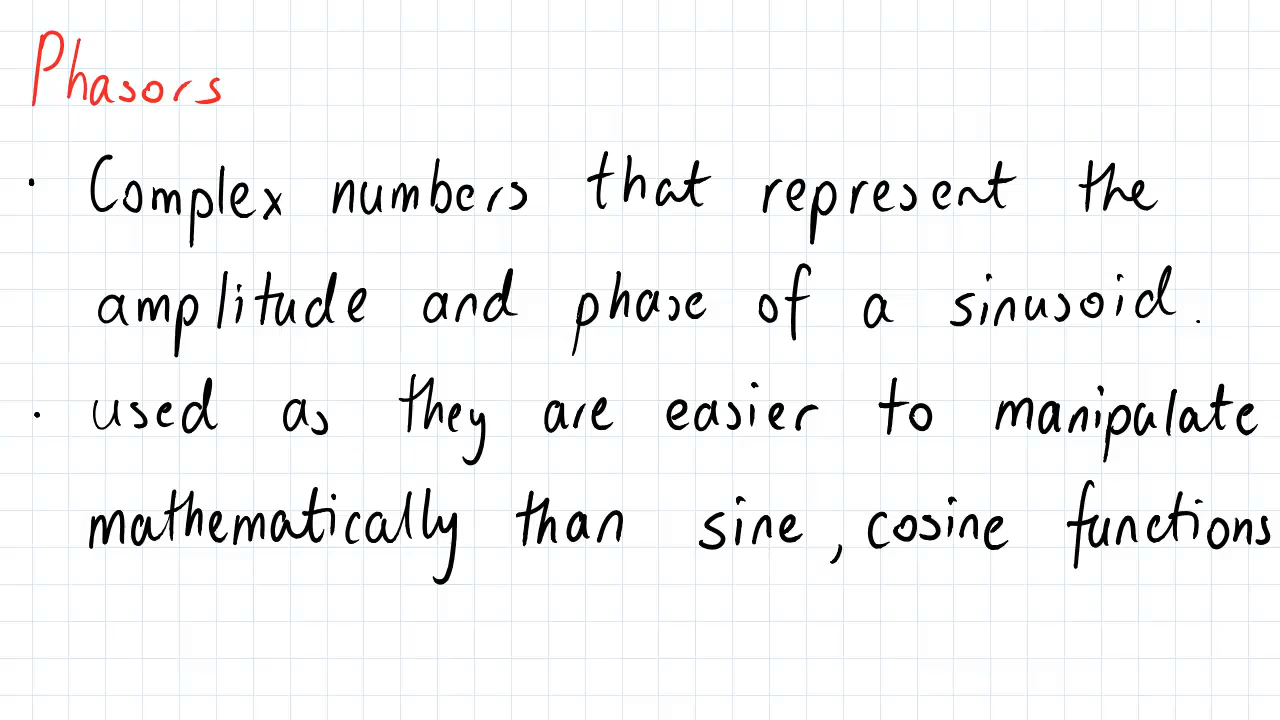 Phasors
· Complex numbers that represent the
amplitude and phase of a sinusoid.
· used as they are easier to manipulate
mathematically than sine, cosine functions